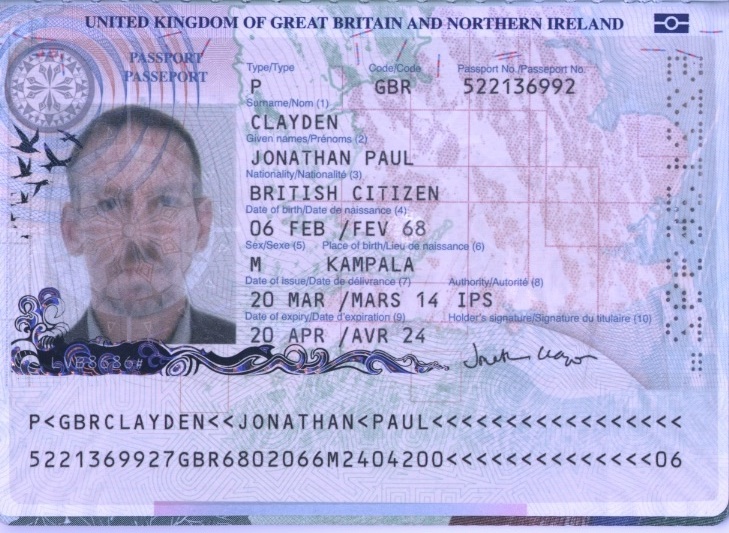 UNITED KINGDOM OF GREAT BRITAIN AND NORTHERN IRELAND
PASSPORT
PASSEPORT
Type/Type Code/Code Passport No./Passeport No.
P GBR 522136992
Surname/Nom (1)
CLAYDEN
Given names/Prénoms (2)
JONATHAN PAUL
Nationality/Nationalité (3)
BRITISH CITIZEN
Date of birth/Date de naissance (4)
06 FEB /FEV 68
Sex/Sexe (5) Place of birth/Lieu de naissance (6)
M KAMPALA
Date of issue/Date de délivrance (7) Authority/Autorité (8)
20 MAR /MARS 14 IPS
Date of expiry/Date d'expiration (9) Holder's signature/Signature du titulaire (10)
20 APR /AVR 24
P<GBRCLAYDEN<<JONATHAN<PAUL<<<<<<<<<<<<<<<<<
5221369927GBR6802066M2404200<<<<<<<<<<<<<<06